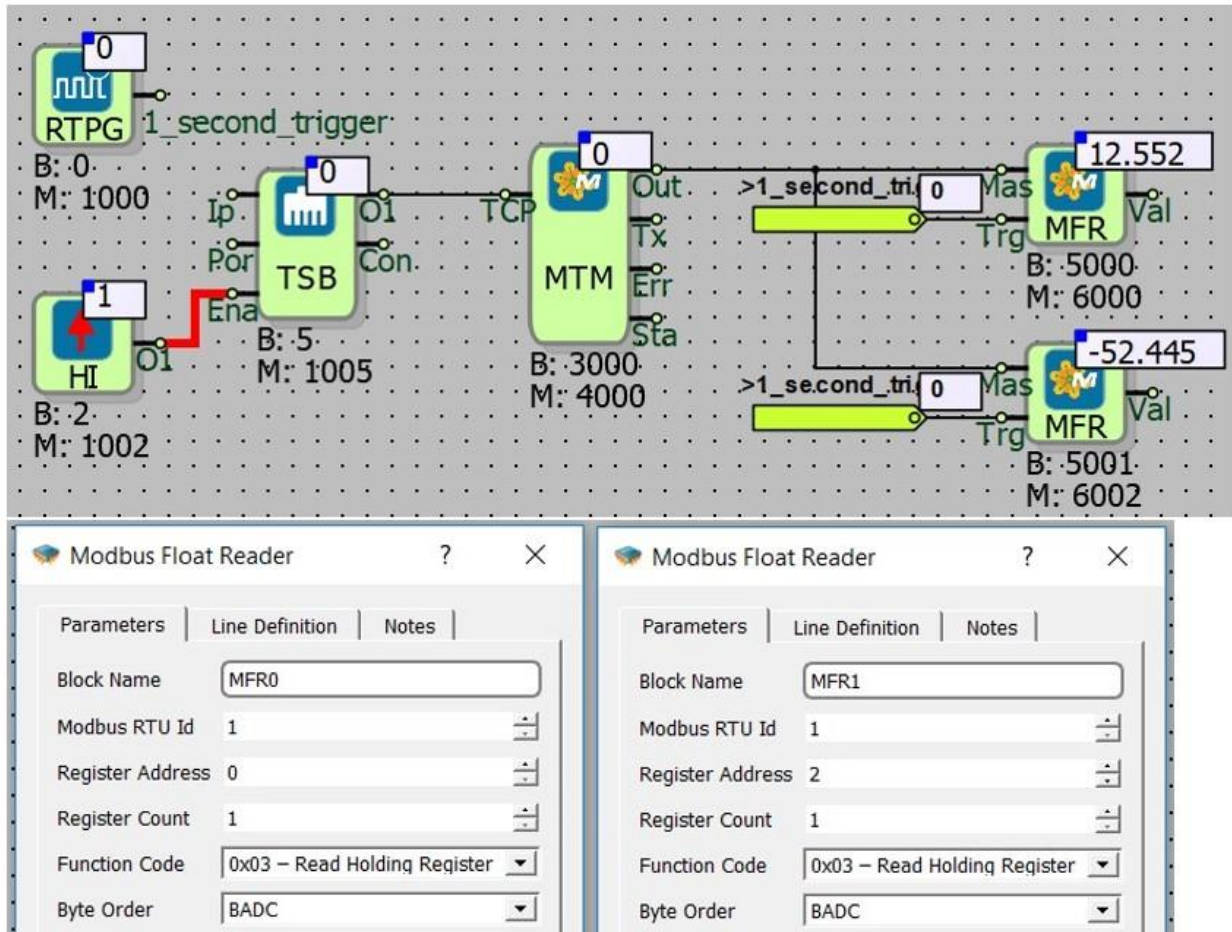 0
RTPG
1_second_trigger
B: 0
M: 1000
1
HI
O1
B: 2
M: 1002
0
Ip
Por
Ena
O1
Con
TSB
B: 5
M: 1005
0
TCP
Out
Tx
Err
Sta
MTM
B: 3000
M: 4000
>1_second_tri
0
12.552
Mas
Trg
Val
MFR
B: 5000
M: 6000
>1_second_tri
0
-52.445
Mas
Trg
Val
MFR
B: 5001
M: 6002
Modbus Float Reader ? ×
Parameters Line Definition Notes
Block Name MFR0
Modbus RTU Id 1
Register Address 0
Register Count 1
Function Code 0x03 – Read Holding Register
Byte Order BADC
Modbus Float Reader ? ×
Parameters Line Definition Notes
Block Name MFR1
Modbus RTU Id 1
Register Address 2
Register Count 1
Function Code 0x03 – Read Holding Register
Byte Order BADC